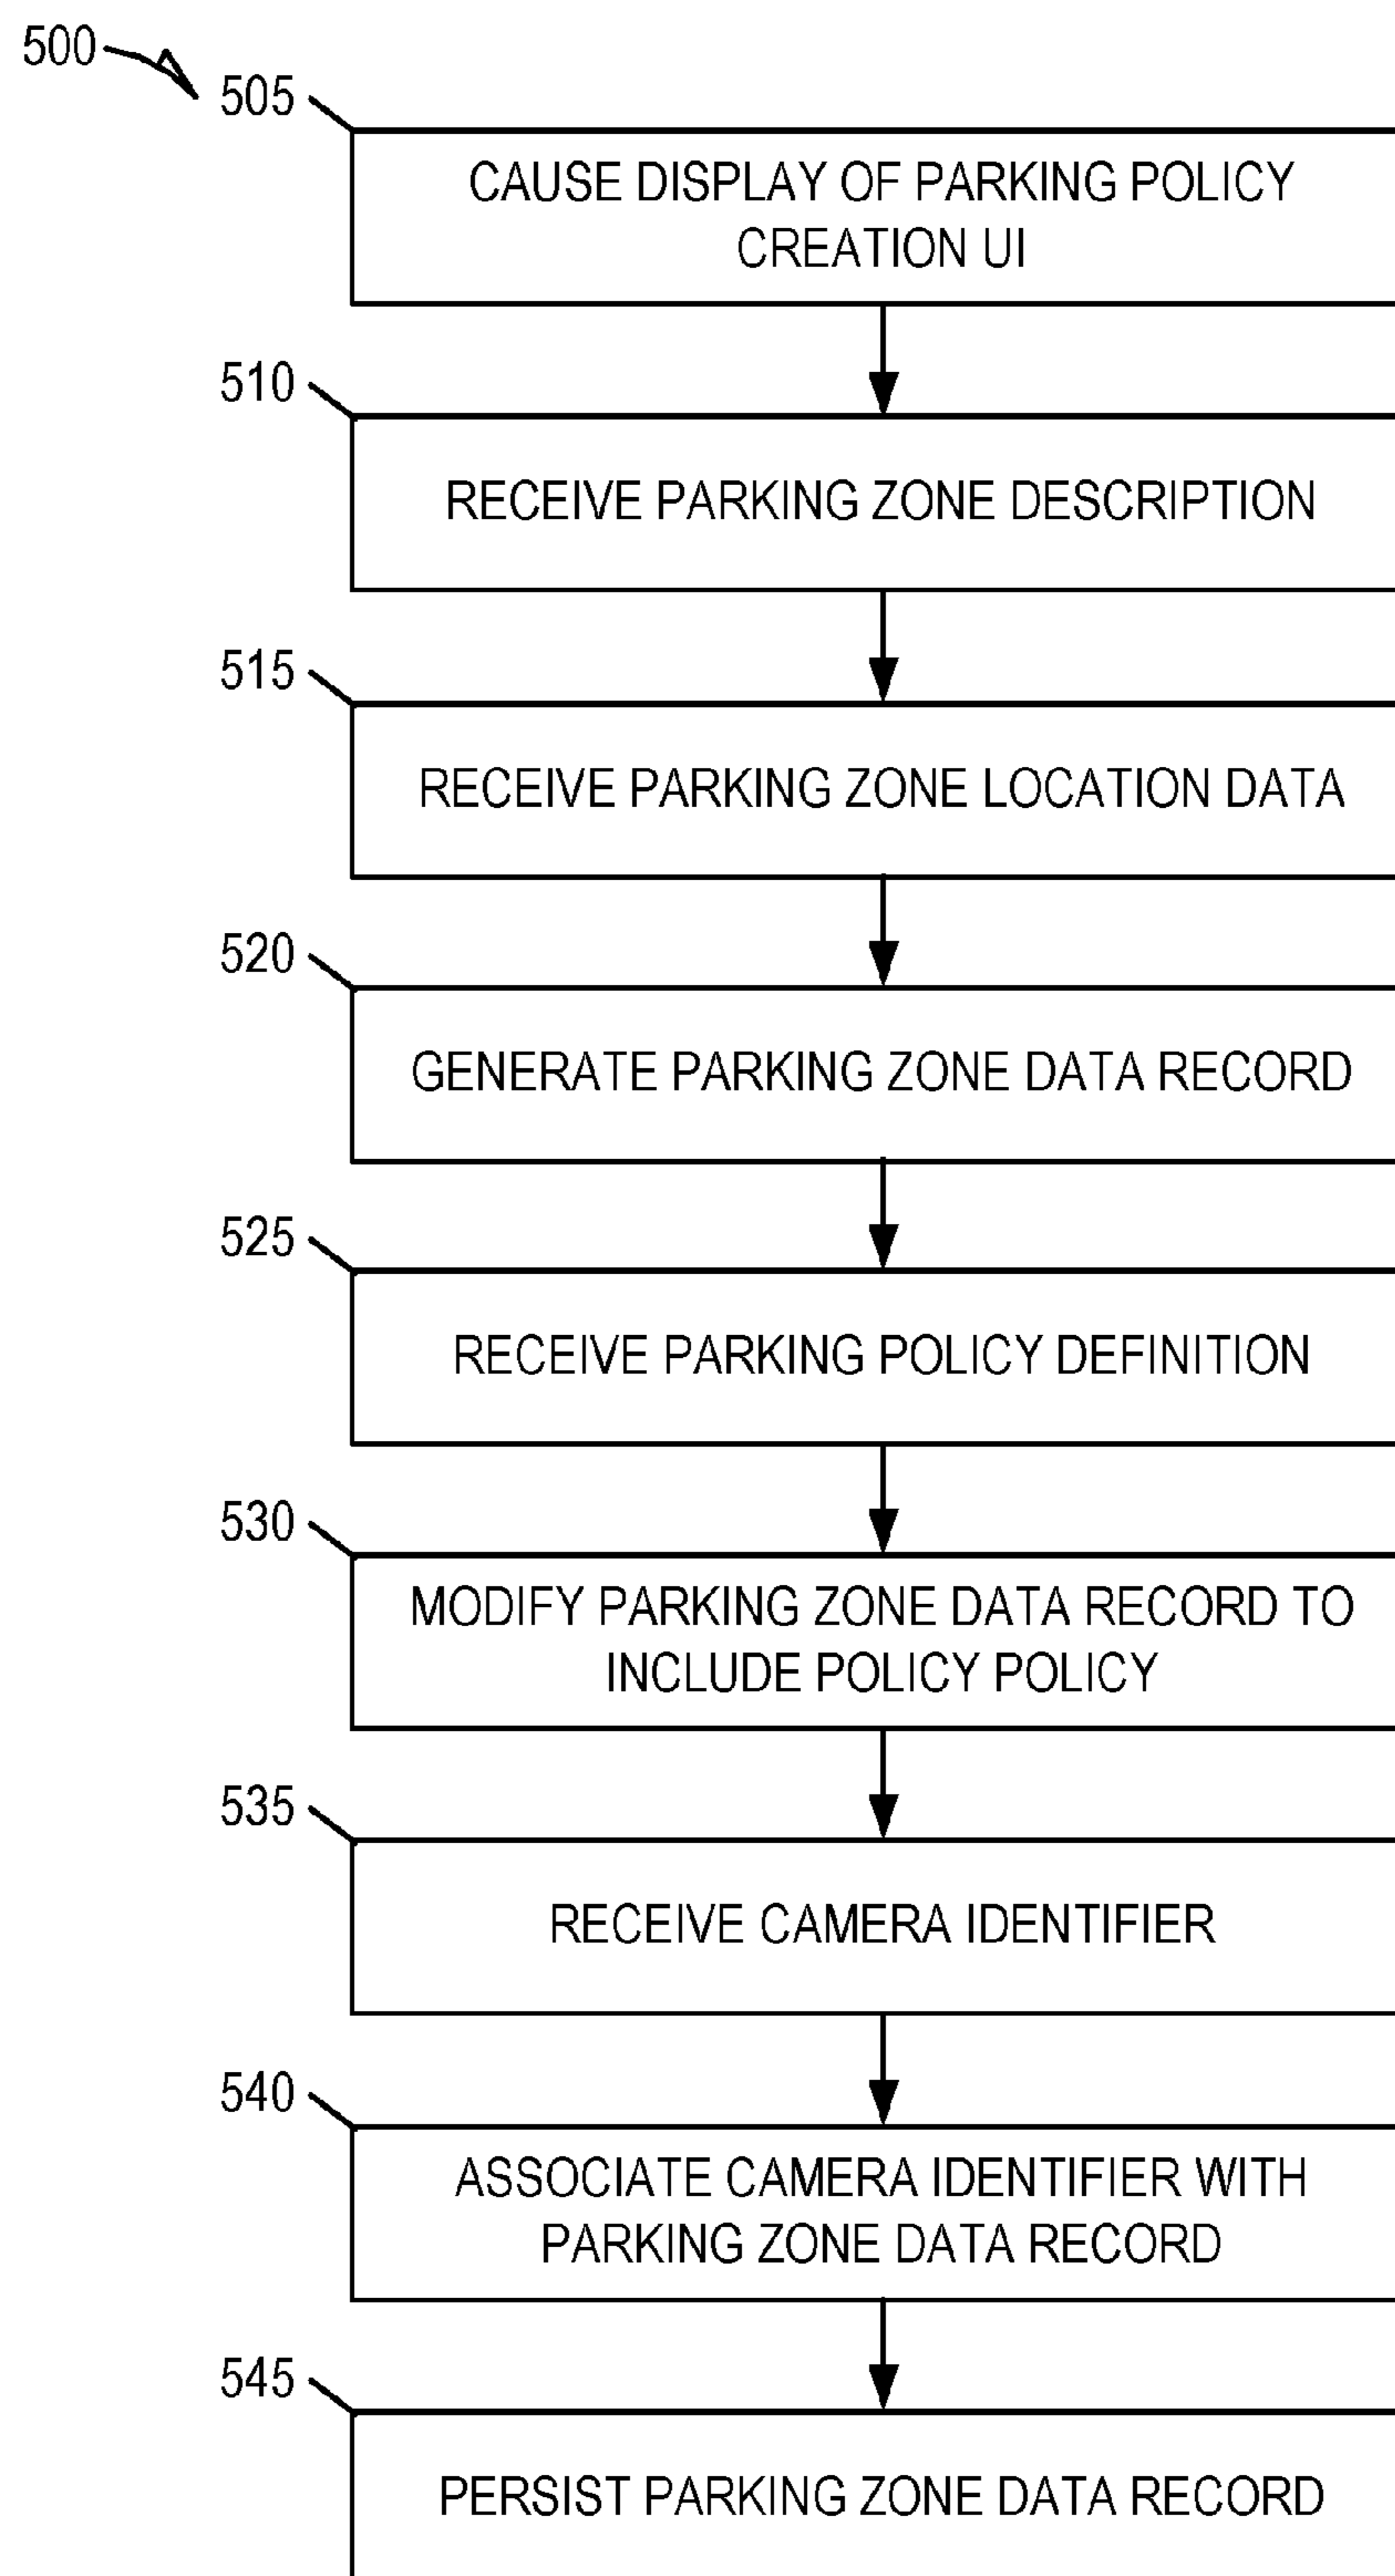 500
505
CAUSE DISPLAY OF PARKING POLICY
CREATION UI
510
RECEIVE PARKING ZONE DESCRIPTION
515
RECEIVE PARKING ZONE LOCATION DATA
520
GENERATE PARKING ZONE DATA RECORD
525
RECEIVE PARKING POLICY DEFINITION
530
MODIFY PARKING ZONE DATA RECORD TO
INCLUDE POLICY POLICY
535
RECEIVE CAMERA IDENTIFIER
540
ASSOCIATE CAMERA IDENTIFIER WITH
PARKING ZONE DATA RECORD
545
PERSIST PARKING ZONE DATA RECORD